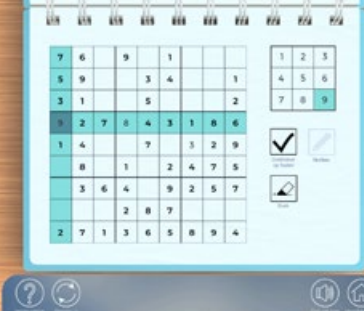 7 6 9 1
5 9 3 4 1
3 1 5 2
9 2 7 8 4 3 1 8 6
1 4 7 3 2 9
8 1 2 4 7 5
3 6 4 9 2 5 7
2 8 7
2 7 1 3 6 5 8 9 4
1 2 3
4 5 6
7 8 9
?